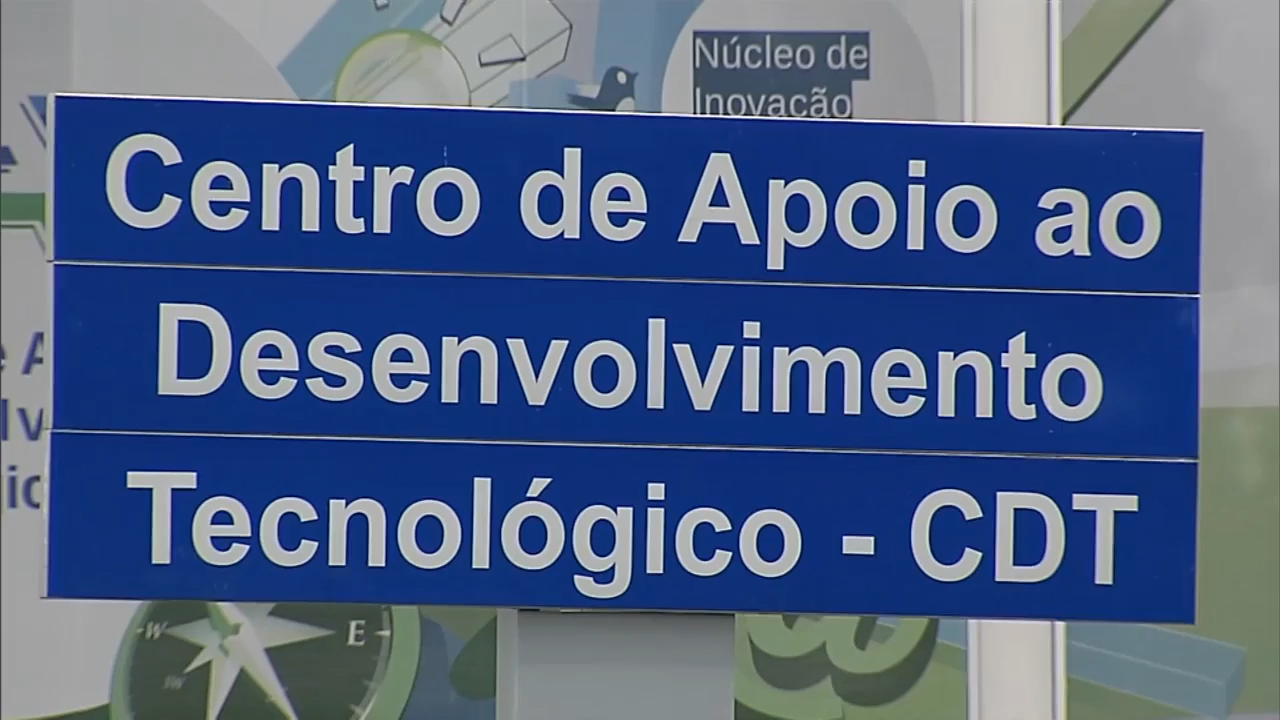 Núcleo de
Inovação
Centro de Apoio ao
Desenvolvimento
Tecnológico - CDT
W
E